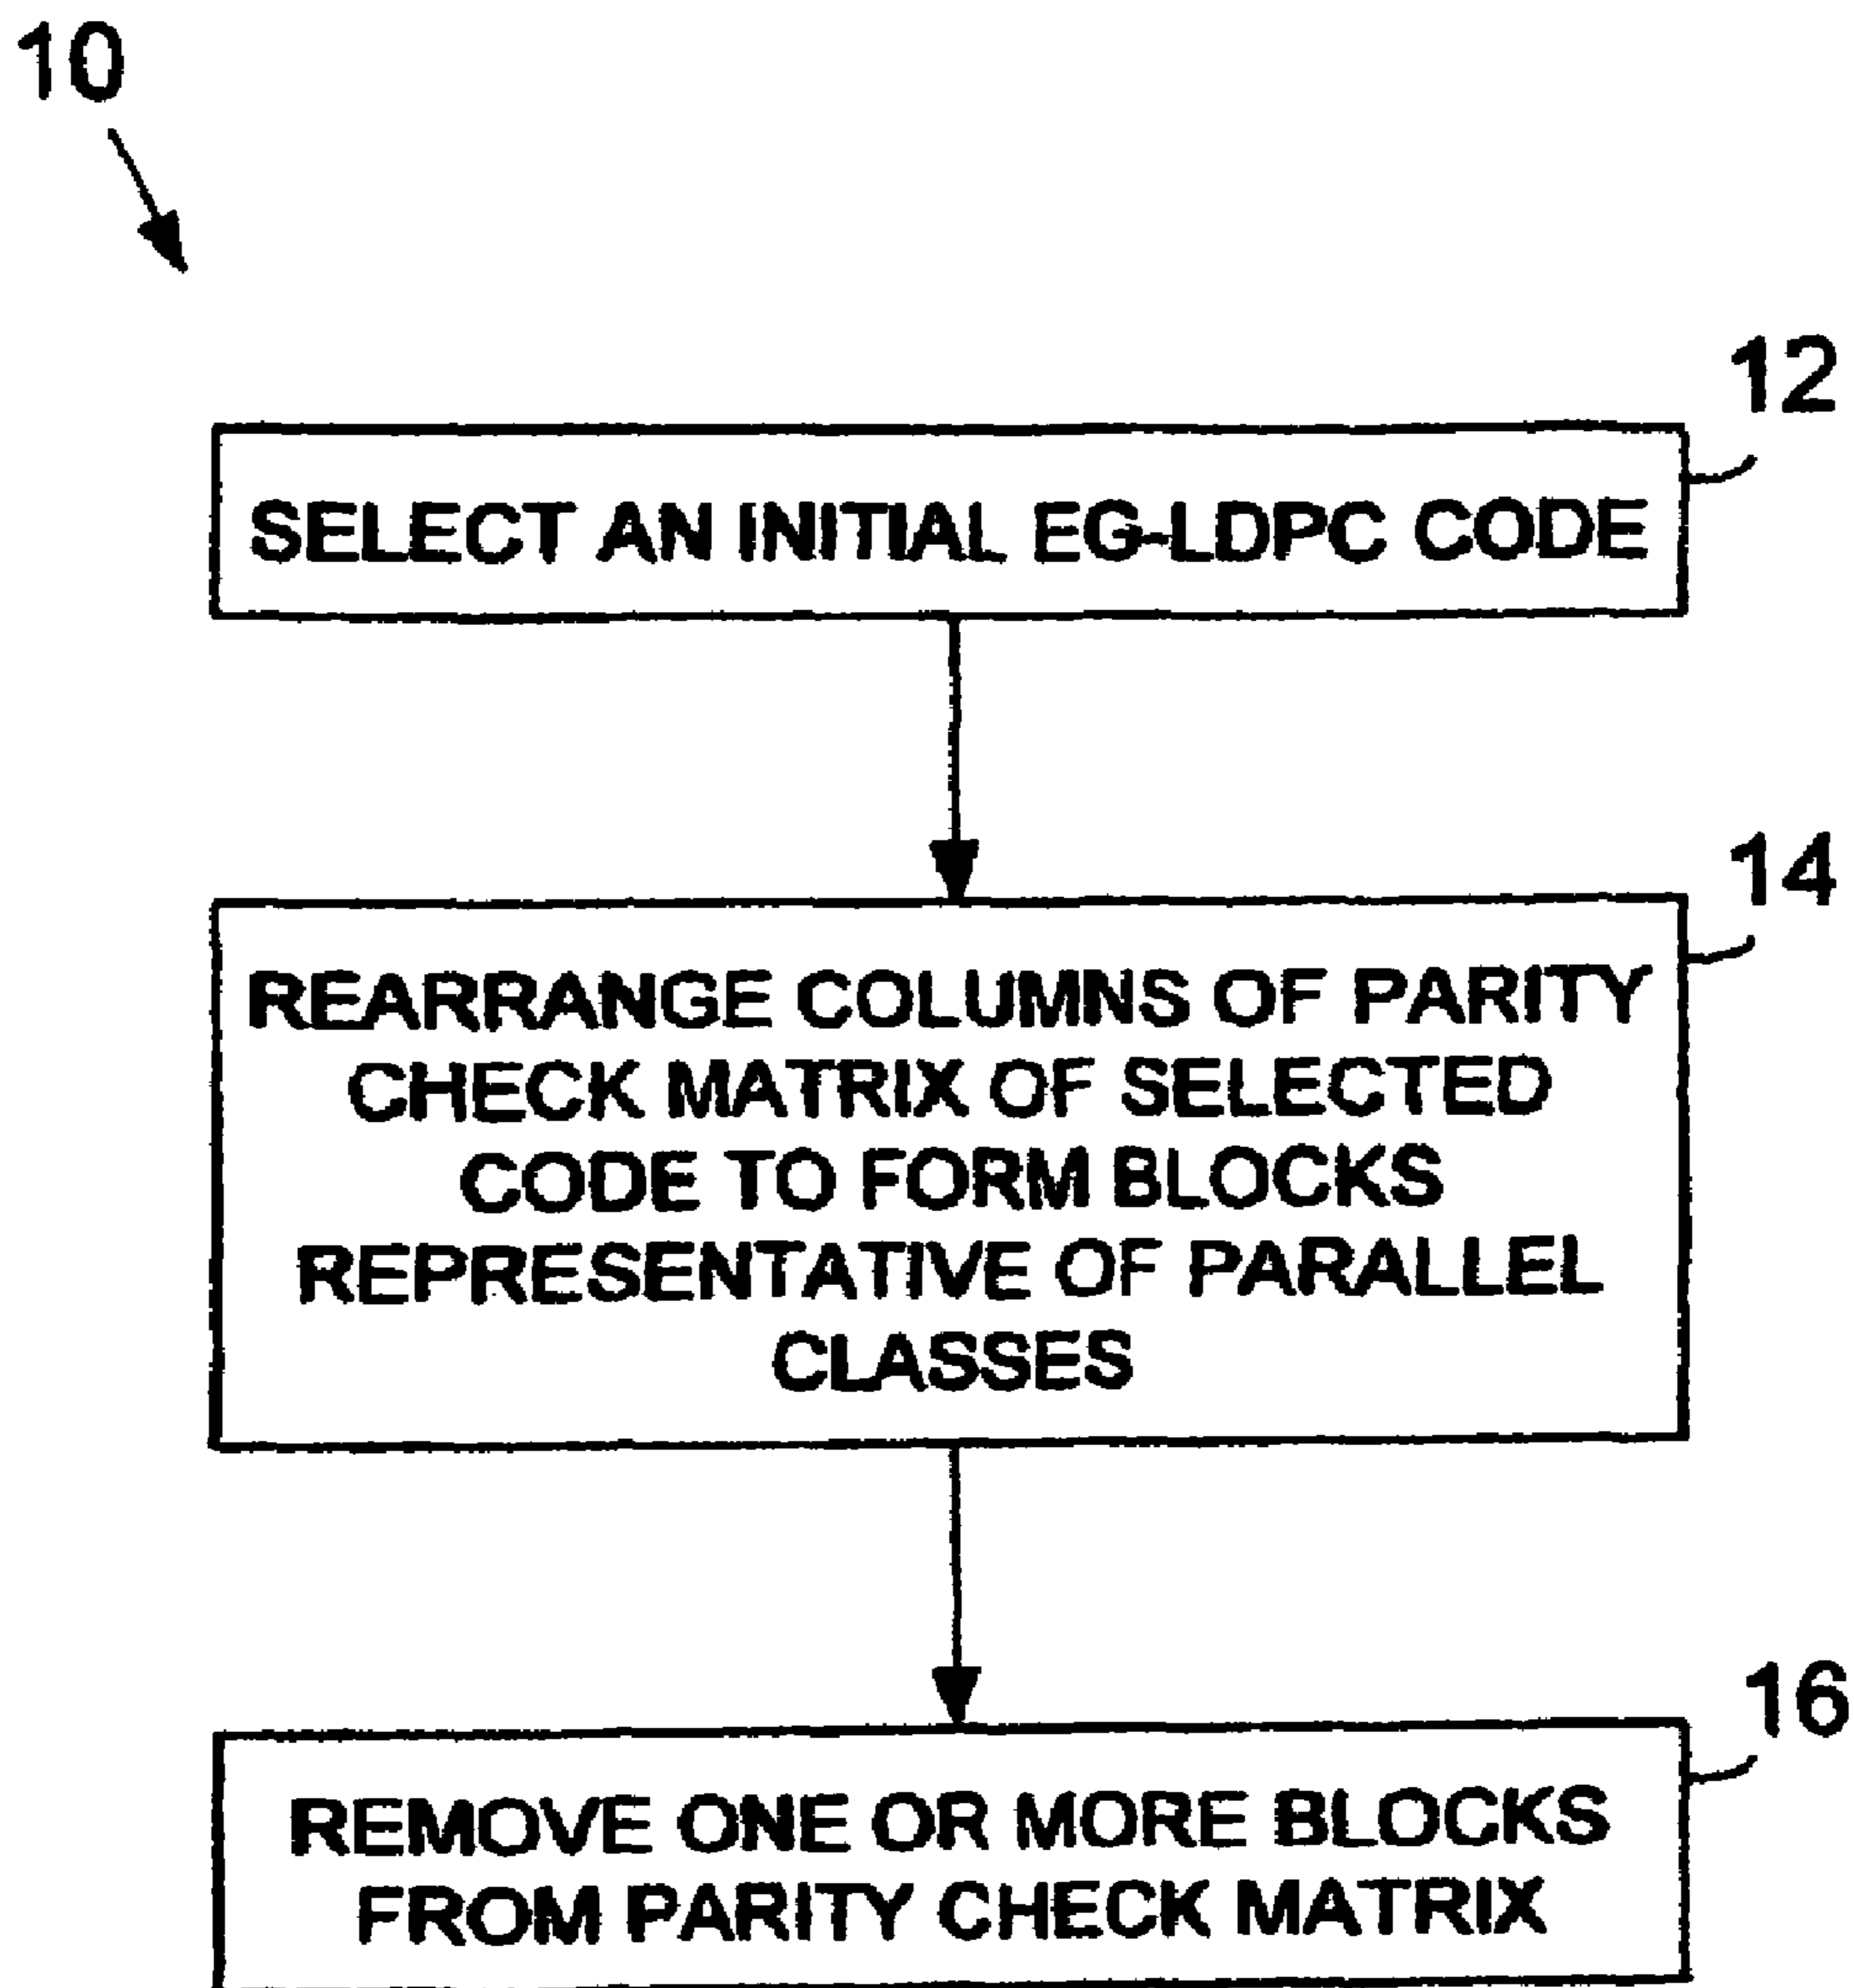 10
12
SELECT AN INITIAL EG-LDPC CODE
14
REARRANGE COLUMNS OF PARITY
CHECK MATRIX OF SELECTED
CODE TO FORM BLOCKS
REPRESENTATIVE OF PARALLEL
CLASSES
16
REMOVE ONE OR MORE BLOCKS
FROM PARITY CHECK MATRIX